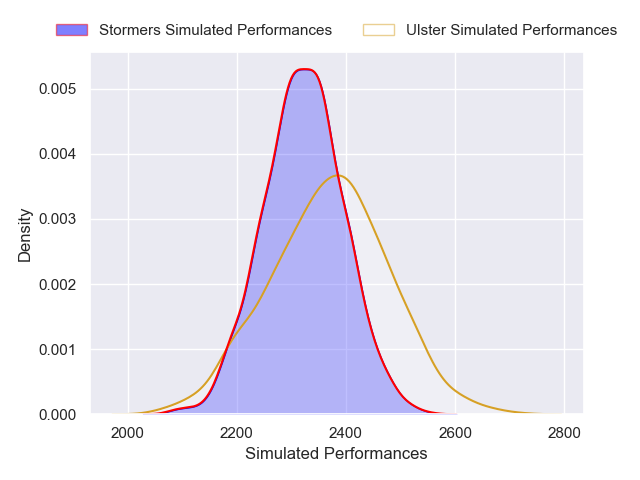 Stormers Simulated Performances Ulster Simulated Performances
0.005
0.004
0.003
0.002
0.001
0.000
Density
2000 2200 2400 2600 2800
Simulated Performances